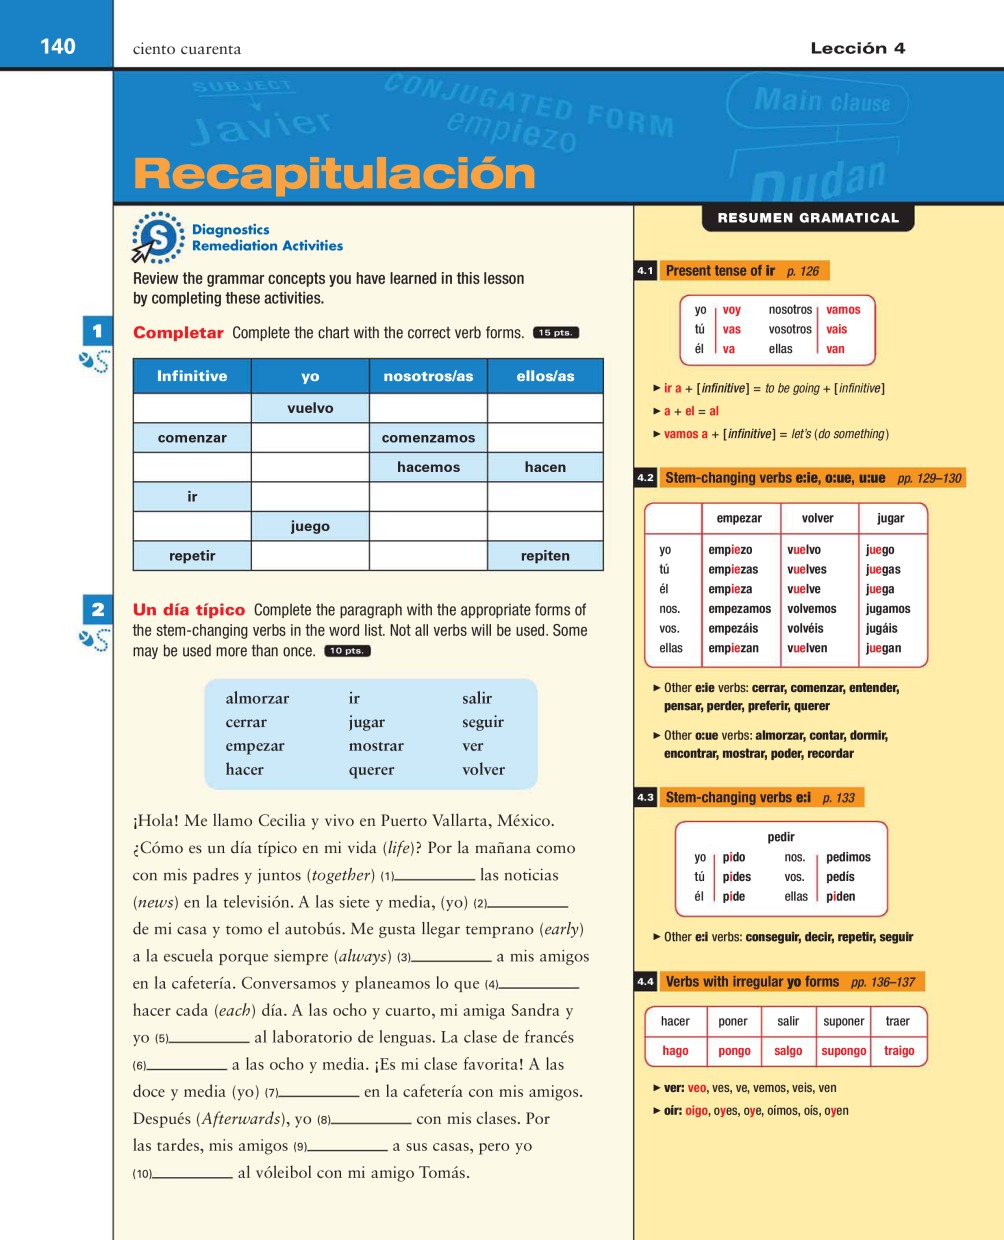 140
ciento cuarenta
Lección 4
SUBJECT
Javier
CONJUGATED FORM
empiezo
Main clause
Dudan
Recapitulación
S
Diagnostics
Remediation Activities
Review the grammar concepts you have learned in this lesson
by completing these activities.
1
Completar Complete the chart with the correct verb forms. 15 pts.
Infinitive yo nosotros/as ellos/as
vuelvo
comenzar comenzamos
hacemos hacen
ir
juego
repetir repiten
2
Un día típico Complete the paragraph with the appropriate forms of
the stem-changing verbs in the word list. Not all verbs will be used. Some
may be used more than once. 10 pts.
almorzar ir salir
cerrar jugar seguir
empezar mostrar ver
hacer querer volver
¡Hola! Me llamo Cecilia y vivo en Puerto Vallarta, México.
¿Cómo es un día típico en mi vida (life)? Por la mañana como
con mis padres y juntos (together) (1)__________ las noticias
(news) en la televisión. A las siete y media, (yo) (2)__________
de mi casa y tomo el autobús. Me gusta llegar temprano (early)
a la escuela porque siempre (always) (3)__________ a mis amigos
en la cafetería. Conversamos y planeamos lo que (4)__________
hacer cada (each) día. A las ocho y cuarto, mi amiga Sandra y
yo (5)__________ al laboratorio de lenguas. La clase de francés
(6)__________ a las ocho y media. ¡Es mi clase favorita! A las
doce y media (yo) (7)__________ en la cafetería con mis amigos.
Después (Afterwards), yo (8)__________ con mis clases. Por
las tardes, mis amigos (9)__________ a sus casas, pero yo
(10)__________ al vóleibol con mi amigo Tomás.
RESUMEN GRAMATICAL
4.1 Present tense of ir p. 126
yo voy nosotros vamos
tú vas vosotros vais
él va ellas van
► ir a + [infinitive] = to be going + [infinitive]
► a + el = al
► vamos a + [infinitive] = let's (do something)
4.2 Stem-changing verbs e:ie, o:ue, u:ue pp. 129–130
empezar volver jugar
yo empiezo vuelvo juego
tú empiezas vuelves juegas
él empieza vuelve juega
nos. empezamos volvemos jugamos
vos. empezáis volvéis jugáis
ellas empiezan vuelven juegan
► Other e:ie verbs: cerrar, comenzar, entender,
pensar, perder, preferir, querer
► Other o:ue verbs: almorzar, contar, dormir,
encontrar, mostrar, poder, recordar
4.3 Stem-changing verbs e:i p. 133
pedir
yo pido nos. pedimos
tú pides vos. pedís
él pide ellas piden
► Other e:i verbs: conseguir, decir, repetir, seguir
4.4 Verbs with irregular yo forms pp. 136–137
hacer poner salir suponer traer
hago pongo salgo supongo traigo
► ver: veo, ves, ve, vemos, veis, ven
► oír: oigo, oyes, oye, oímos, oís, oyen